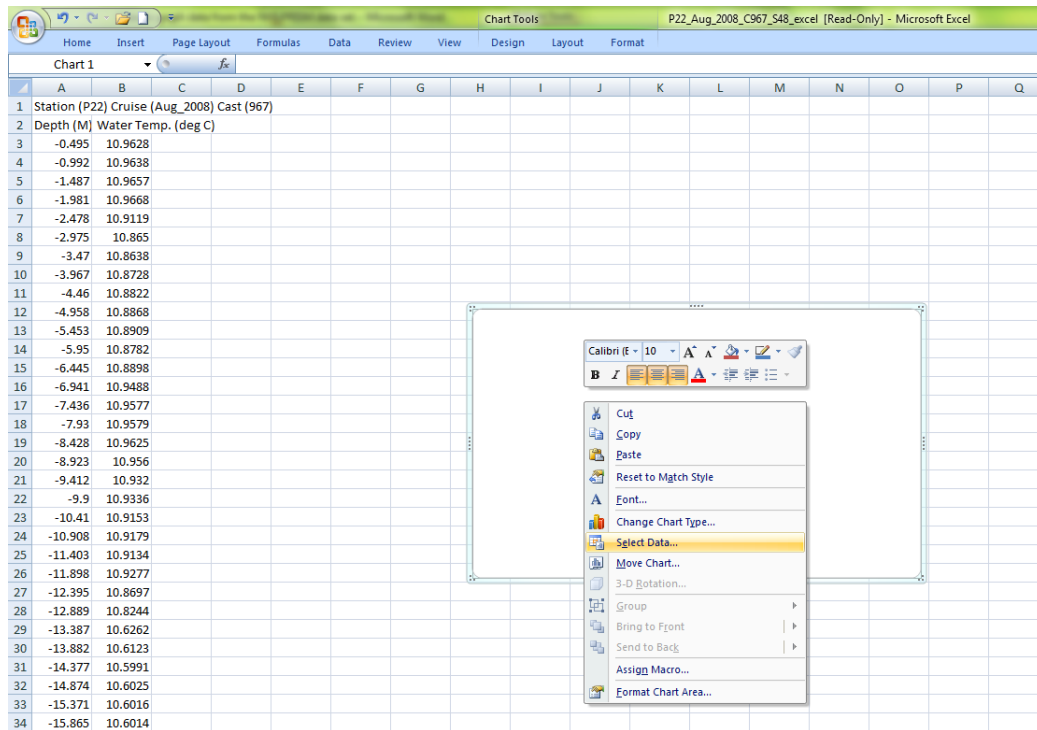 Chart Tools P22_Aug_2008_C967_S48_excel [Read-Only] - Microsoft Excel
Home Insert Page Layout Formulas Data Review View Design Layout Format
Chart 1 fx
A B C D E F G H I J K L M N O P Q
1 Station (P22) Cruise (Aug_2008) Cast (967)
2 Depth (M) Water Temp. (deg C)
3 -0.495 10.9628
4 -0.992 10.9638
5 -1.487 10.9657
6 -1.981 10.9668
7 -2.478 10.9119
8 -2.975 10.865
9 -3.47 10.8638
10 -3.967 10.8728
11 -4.46 10.8822
12 -4.958 10.8868
13 -5.453 10.8909
14 -5.95 10.8782
15 -6.445 10.8898
16 -6.941 10.9488
17 -7.436 10.9577
18 -7.93 10.9579
19 -8.428 10.9625
20 -8.923 10.956
21 -9.412 10.932
22 -9.9 10.9336
23 -10.41 10.9153
24 -10.908 10.9179
25 -11.403 10.9134
26 -11.898 10.9277
27 -12.395 10.8697
28 -12.889 10.8244
29 -13.387 10.6262
30 -13.882 10.6123
31 -14.377 10.5991
32 -14.874 10.6025
33 -15.371 10.6016
34 -15.865 10.6014
Calibri (E 10 A A
B I A
Cut
Copy
Paste
Reset to Match Style
A Font...
Change Chart Type...
Select Data...
Move Chart...
3-D Rotation...
Group
Bring to Front
Send to Back
Assign Macro...
Format Chart Area...